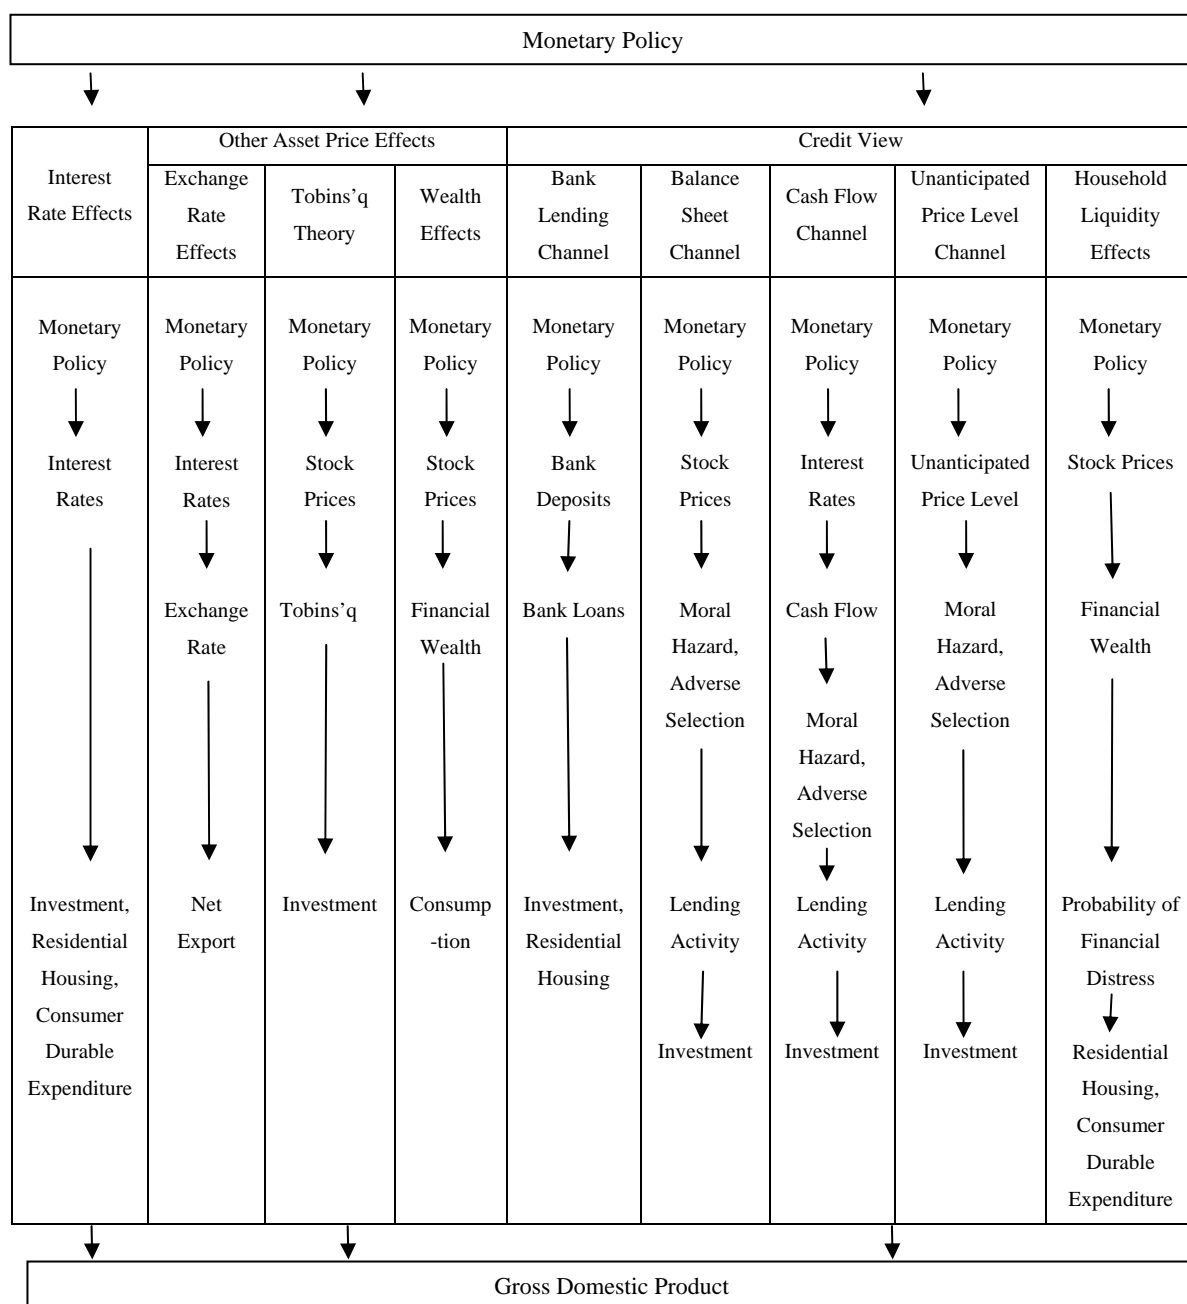 Monetary Policy
Interest
Rate Effects
Other Asset Price Effects
Credit View
Exchange
Rate
Effects
Tobins'q
Theory
Wealth
Effects
Bank
Lending
Channel
Balance
Sheet
Channel
Cash Flow
Channel
Unanticipated
Price Level
Channel
Household
Liquidity
Effects
Monetary
Policy
Interest
Rates
Investment,
Residential
Housing,
Consumer
Durable
Expenditure
Monetary
Policy
Interest
Rates
Exchange
Rate
Net
Export
Monetary
Policy
Stock
Prices
Tobins'q
Investment
Monetary
Policy
Stock
Prices
Financial
Wealth
Consump
-tion
Monetary
Policy
Bank
Deposits
Bank Loans
Investment,
Residential
Housing
Monetary
Policy
Stock
Prices
Moral
Hazard,
Adverse
Selection
Lending
Activity
Investment
Monetary
Policy
Interest
Rates
Cash Flow
Moral
Hazard,
Adverse
Selection
Lending
Activity
Investment
Monetary
Policy
Unanticipated
Price Level
Moral
Hazard,
Adverse
Selection
Lending
Activity
Investment
Monetary
Policy
Stock Prices
Financial
Wealth
Probability of
Financial
Distress
Residential
Housing,
Consumer
Durable
Expenditure
Gross Domestic Product